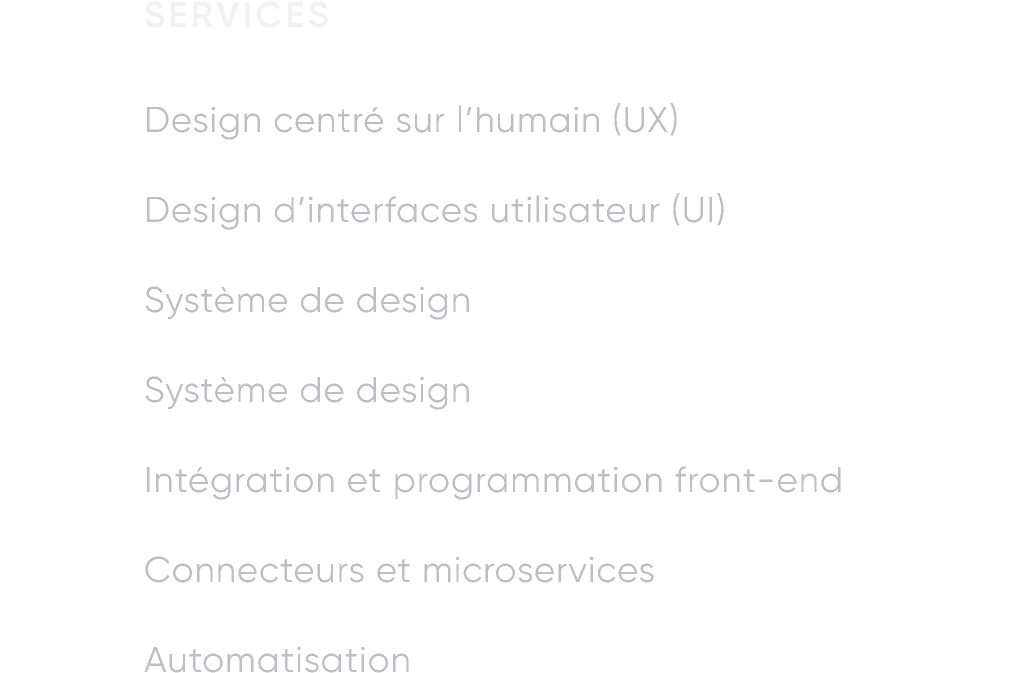 SERVICES
Design centré sur l’humain (UX)
Design d’interfaces utilisateur (UI)
Système de design
Système de design
Intégration et programmation front-end
Connecteurs et microservices
Automatisation